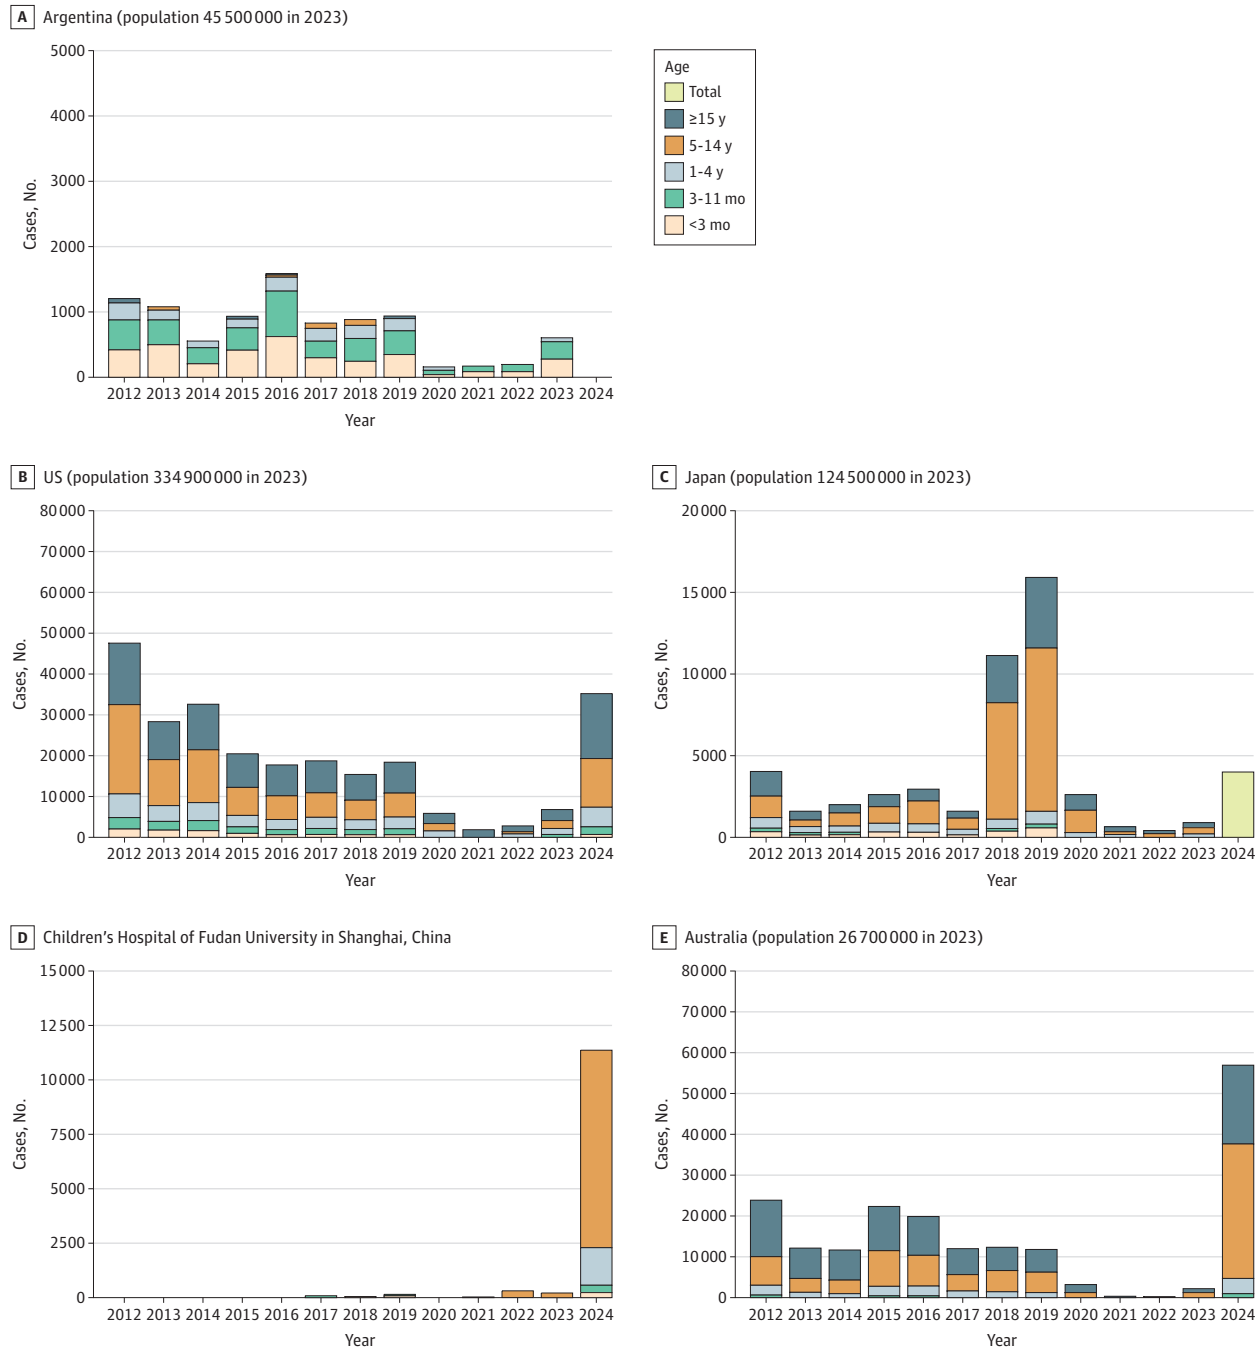 A Argentina (population 45 500 000 in 2023)
5000
4000
3000
2000
1000
0
Cases, No.
2012 2013 2014 2015 2016 2017 2018 2019 2020 2021 2022 2023 2024
Year
Age
Total
≥15 y
5-14 y
1-4 y
3-11 mo
<3 mo
B US (population 334 900 000 in 2023)
80 000
70 000
60 000
50 000
40 000
30 000
20 000
10 000
0
Cases, No.
2012 2013 2014 2015 2016 2017 2018 2019 2020 2021 2022 2023 2024
Year
C Japan (population 124 500 000 in 2023)
20 000
15 000
10 000
5000
0
Cases, No.
2012 2013 2014 2015 2016 2017 2018 2019 2020 2021 2022 2023 2024
Year
D Children's Hospital of Fudan University in Shanghai, China
15 000
12 500
10 000
7500
5000
2500
0
Cases, No.
2012 2013 2014 2015 2016 2017 2018 2019 2020 2021 2022 2023 2024
Year
E Australia (population 26 700 000 in 2023)
80 000
70 000
60 000
50 000
40 000
30 000
20 000
10 000
0
Cases, No.
2012 2013 2014 2015 2016 2017 2018 2019 2020 2021 2022 2023 2024
Year